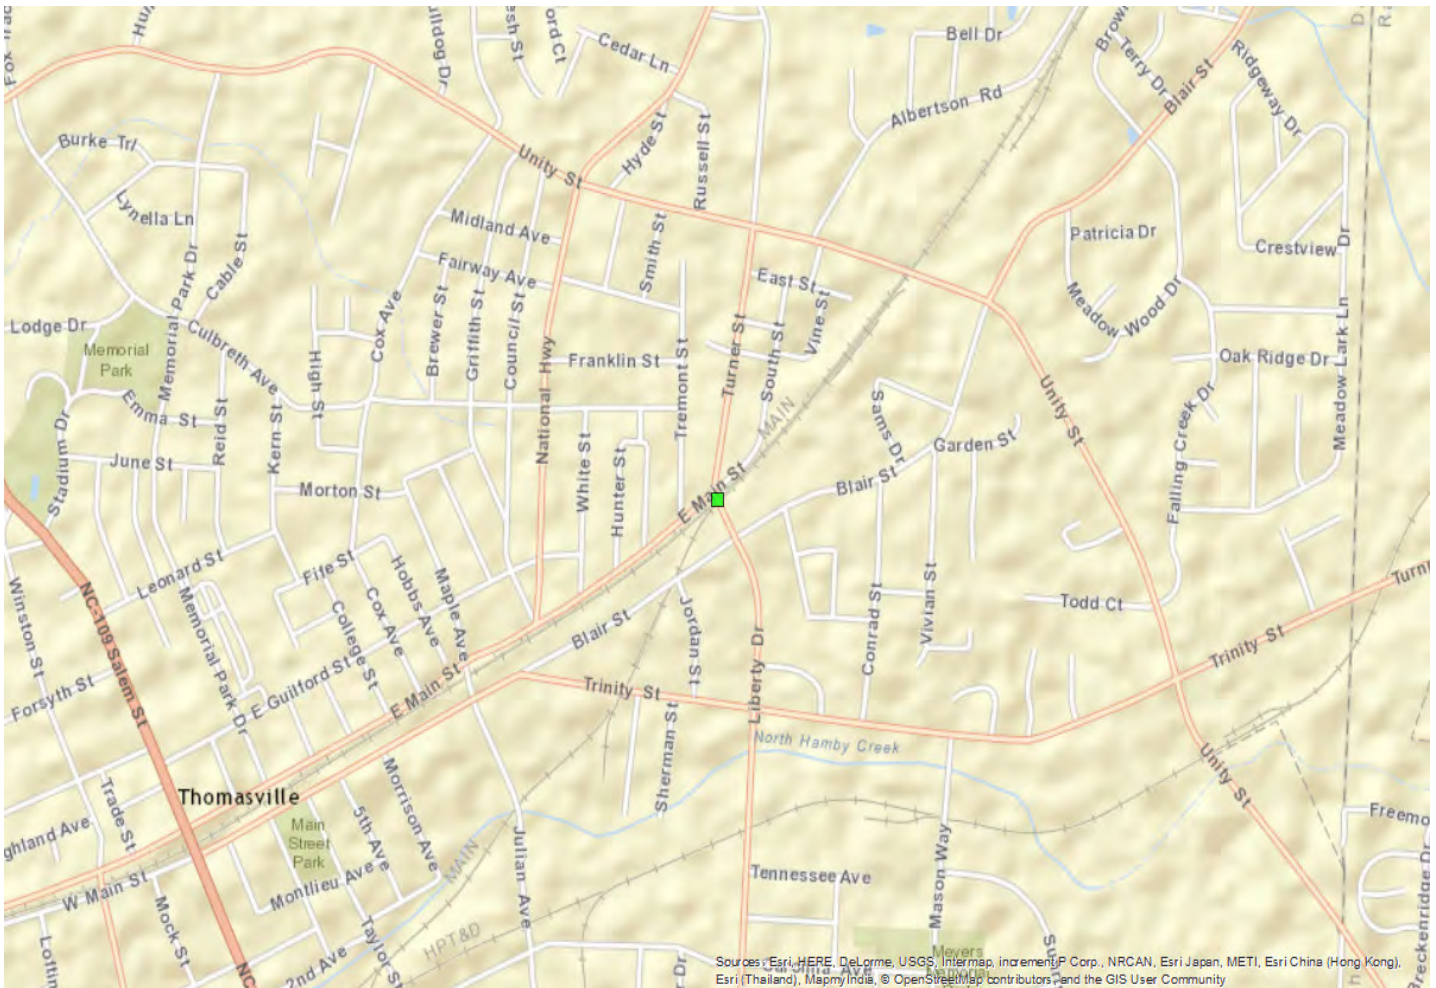 Bell Dr
Cedar Ln
Terry Dr
Ridgeway Dr
Blair St
Albertson Rd
Burke Trl
Unity St
Hyde St
Russell St
Lynella Ln
Midland Ave
Patricia Dr
Crestview Dr
Memorial Park Dr
Cable St
Fairway Ave
Smith St
East St
Meadow Wood Dr
Lodge Dr
Culbreth Ave
Cox Ave
Brewer St
Griffith St
Council St
National Hwy
Turner St
South St
Vine St
Memorial
Park
High St
Franklin St
Tremont St
Oak Ridge Dr
Meadow Lark Ln
Emma St
Reid St
Kern St
MAIN
Sams Dr
Garden St
Unity St
Falling Creek Dr
Stadium Dr
June St
Morton St
White St
Hunter St
E Main St
Blair St
Leonard St
Fife St
Hobbs Ave
Maple Ave
Winston St
NC-109 Salem St
Memorial Park Dr
College St
Cox Ave
Blair St
Jordan St
Liberty Dr
Conrad St
Vivian St
Todd Ct
Trinity St
Forsyth St
E Guilford St
E Main St
Trinity St
Sherman St
North Hamby Creek
Unity St
Thomasville
Trade St
Main
Street
Park
5th Ave
Morrison Ave
MAIN
Julian Ave
W Main St
Mock St
Montlieu Ave
Taylor St
2nd Ave
HPT&D
Tennessee Ave
Mason Way
Breckenridge Dr
Meyers
Memorial
Sources: Esri, HERE, DeLorme, USGS, Intermap, increment P Corp., NRCAN, Esri Japan, METI, Esri China (Hong Kong),
Esri (Thailand), MapmyIndia, © OpenStreetMap contributors, and the GIS User Community